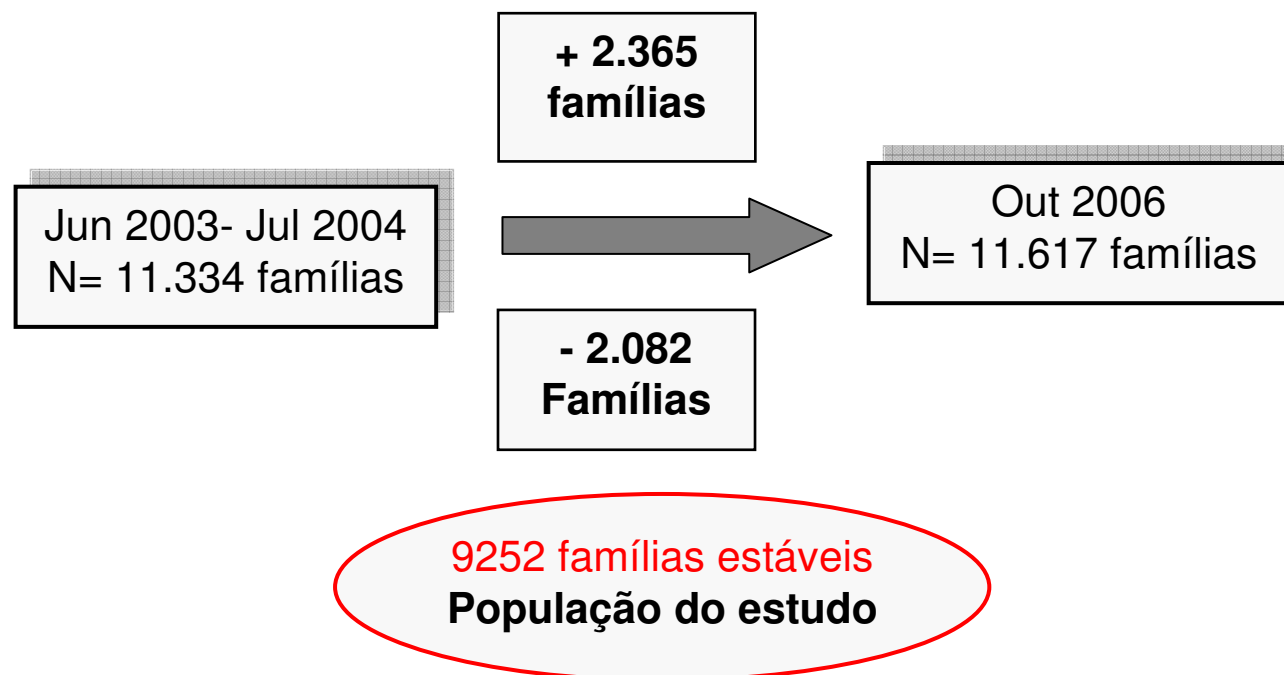 + 2.365
famílias
Jun 2003- Jul 2004
N= 11.334 famílias
Out 2006
N= 11.617 famílias
- 2.082
Famílias
9252 famílias estáveis
População do estudo